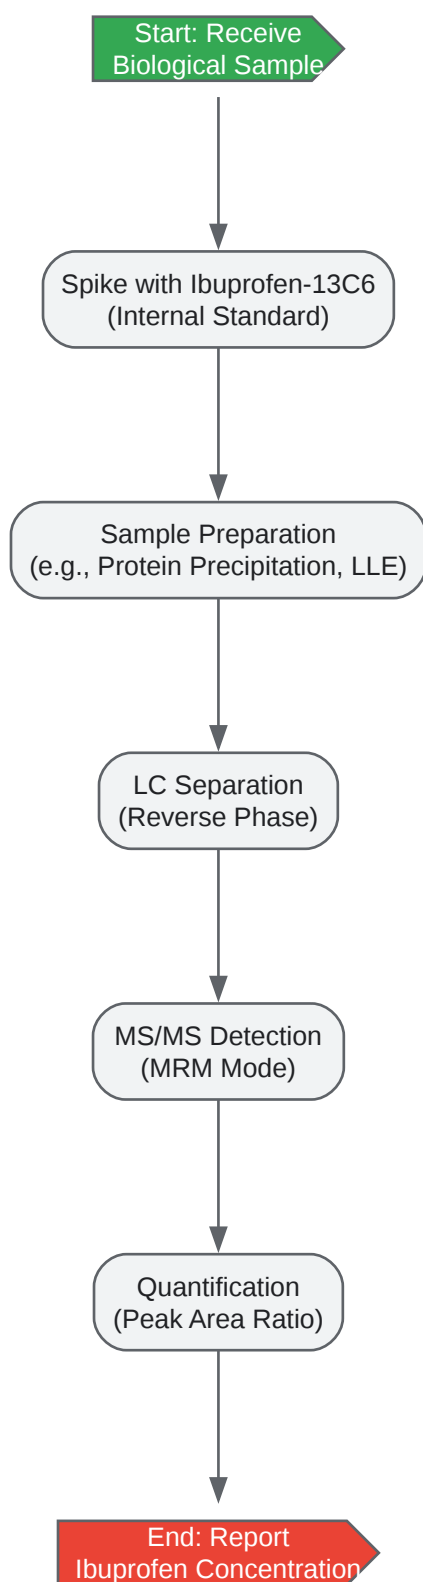 Start: Receive
Biological Sample
Spike with Ibuprofen-13C6
(Internal Standard)
Sample Preparation
(e.g., Protein Precipitation, LLE)
LC Separation
(Reverse Phase)
MS/MS Detection
(MRM Mode)
Quantification
(Peak Area Ratio)
End: Report
Ibuprofen Concentration